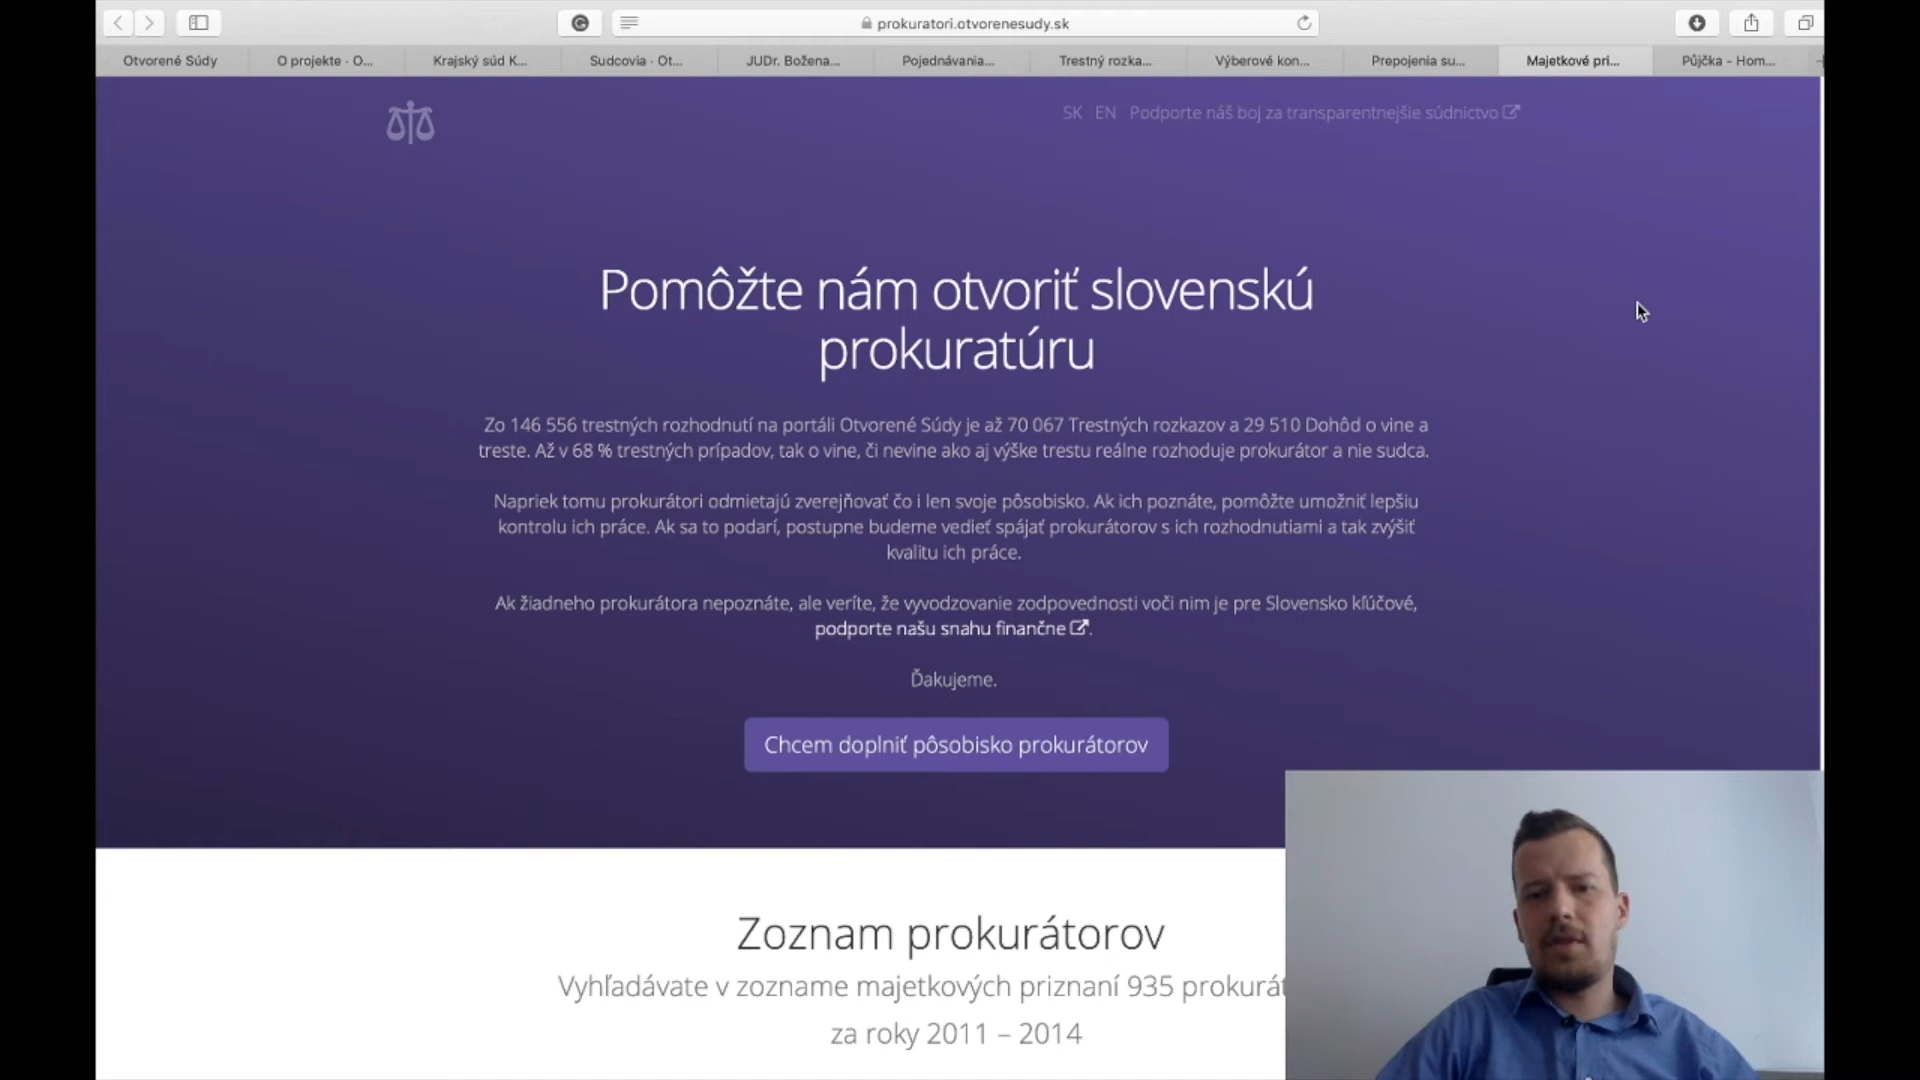 prokuratori.otvorenesudy.sk
Otvorené Súdy
O projekte · O...
Krajský súd K...
Sudcovia · Ot...
JUDr. Božena...
Pojednávania...
Trestný rozka...
Výberové kon...
Prepojenia su...
Majetkové pri...
Půjčka – Hom...
SK EN Podporte náš boj za transparentnejšie súdnictvo
Pomôžte nám otvoriť slovenskú
prokuratúru
Zo 146 556 trestných rozhodnutí na portáli Otvorené Súdy je až 70 067 Trestných rozkazov a 29 510 Dohôd o vine a
treste. Až v 68 % trestných prípadov, tak o vine, či nevine ako aj výške trestu reálne rozhoduje prokurátor a nie sudca.
Napriek tomu prokurátori odmietajú zverejňovať čo i len svoje pôsobisko. Ak ich poznáte, pomôžte umožniť lepšiu
kontrolu ich práce. Ak sa to podarí, postupne budeme vedieť spájať prokurátorov s ich rozhodnutiami a tak zvýšiť
kvalitu ich práce.
Ak žiadneho prokurátora nepoznáte, ale veríte, že vyvodzovanie zodpovednosti voči nim je pre Slovensko kľúčové,
podporte našu snahu finančne.
Ďakujeme.
Chcem doplniť pôsobisko prokurátorov
Zoznam prokurátorov
Vyhľadávate v zozname majetkových priznaní 935 prokurát
za roky 2011 – 2014